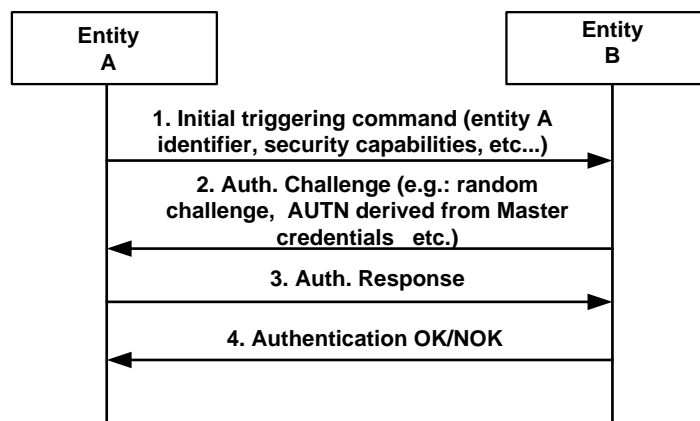 Entity
A
Entity
B
1. Initial triggering command (entity A
identifier, security capabilities, etc...)
2. Auth. Challenge (e.g.: random
challenge, AUTN derived from Master
credentials etc.)
3. Auth. Response
4. Authentication OK/NOK